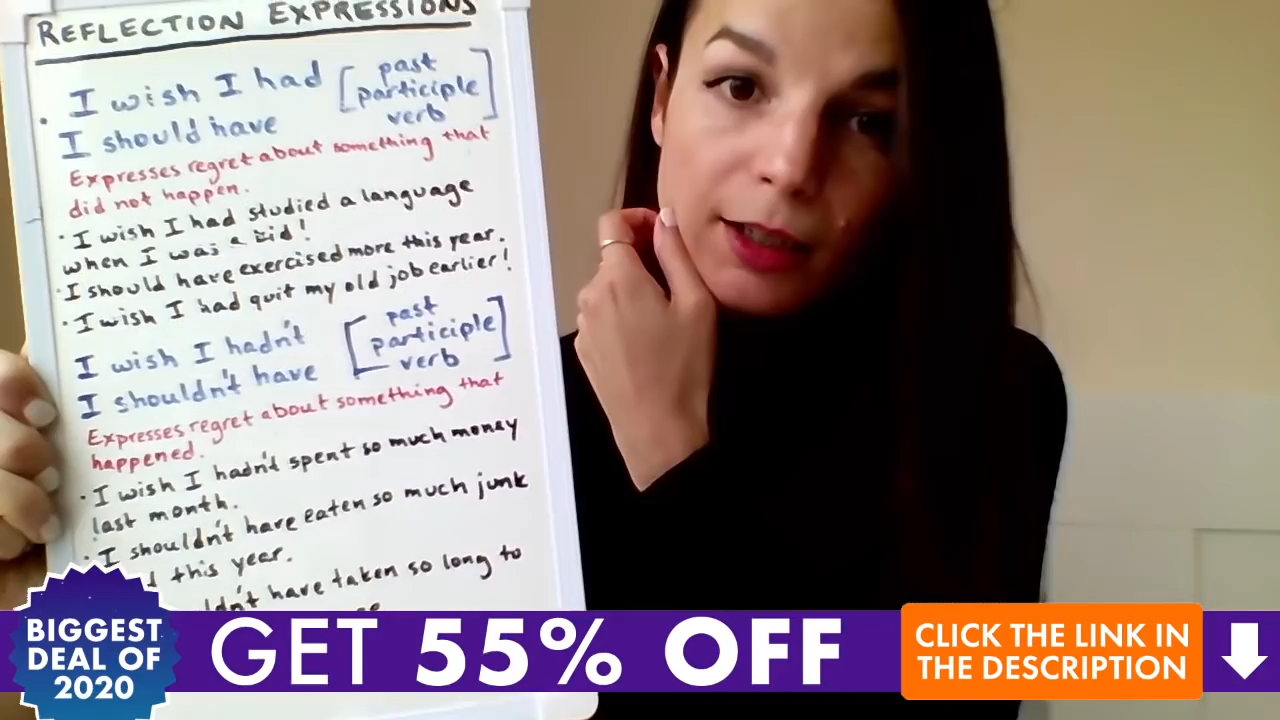 REFLECTION EXPRESSIONS
• I wish I had [past participle verb]
I should have
Expresses regret about something that
did not happen.
• I wish I had studied a language
when I was a kid!
• I should have exercised more this year.
• I wish I had quit my old job earlier!
I wish I hadn't [past participle verb]
I shouldn't have
Expresses regret about something that
happened.
• I wish I hadn't spent so much money
last month.
• I shouldn't have eaten so much junk
this year.
have taken so long to
BIGGEST
DEAL OF
2020
GET 55% OFF
CLICK THE LINK IN
THE DESCRIPTION